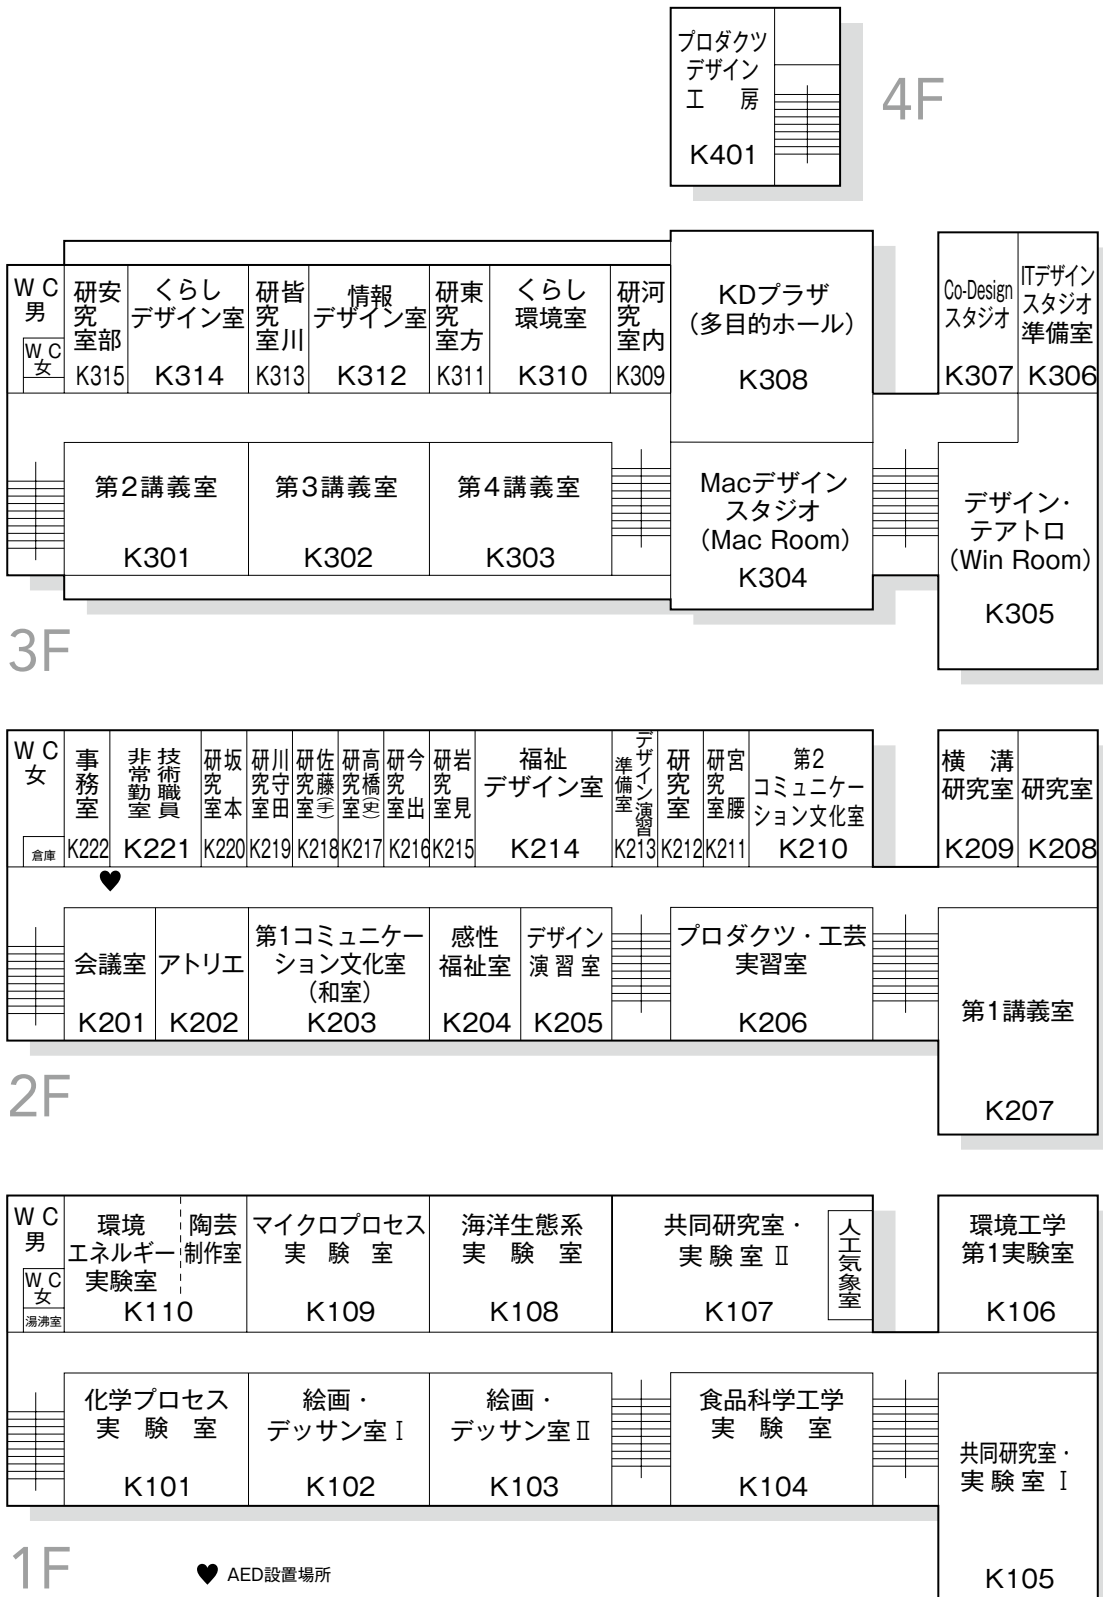 プロダクツ
デザイン
工 房
K401
4F
W C
男
W C
女
安部
研究室
K315
くらし
デザイン室
K314
皆川
研究室
K313
情報
デザイン室
K312
東方
研究室
K311
くらし
環境室
K310
河内
研究室
K309
KDプラザ
(多目的ホール)
K308
Co-Design
スタジオ
K307
ITデザイン
スタジオ
準備室
K306
第2講義室
K301
第3講義室
K302
第4講義室
K303
Macデザイン
スタジオ
(Mac Room)
K304
デザイン・
テアトロ
(Win Room)
K305
3F
W C
女
倉庫
事務室
K222
技術職員
非常勤室
K221
坂本
研究室
K220
川守田
研究室
K219
佐藤(手)
研究室
K218
高橋(史)
研究室
K217
今出
研究室
K216
岩見
研究室
K215
福祉
デザイン室
K214
デザイン演習
準備室
K213
研究室
K212
宮腰
研究室
K211
第2
コミュニケー
ション文化室
K210
横 溝
研究室
K209
研究室
K208
会議室
K201
アトリエ
K202
第1コミュニケー
ション文化室
(和室)
K203
感性
福祉室
K204
デザイン
演習室
K205
プロダクツ・工芸
実習室
K206
第1講義室
K207
2F
W C
男
W C
女
湯沸室
環境
エネルギー
実験室
陶芸
制作室
K110
マイクロプロセス
実 験 室
K109
海洋生態系
実 験 室
K108
共同研究室・
実験室Ⅱ
K107
人工気象室
環境工学
第1実験室
K106
化学プロセス
実 験 室
K101
絵画・
デッサン室Ⅰ
K102
絵画・
デッサン室Ⅱ
K103
食品科学工学
実 験 室
K104
共同研究室・
実験室 Ⅰ
K105
1F
♥ AED設置場所